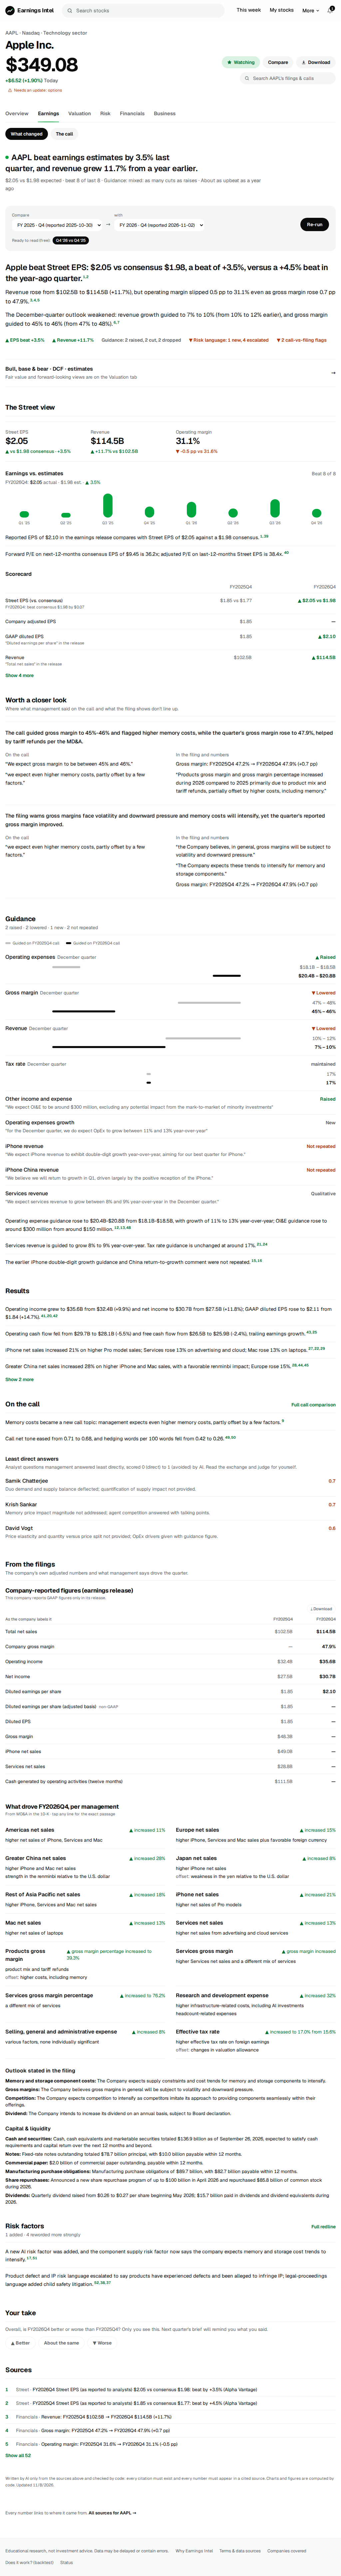 Earnings Intel
Search stocks
This week
My stocks
More
AAPL · Nasdaq · Technology sector
Apple Inc.
$349.08
+$6.52 (+1.90%) Today
Needs an update: options
Watching
Compare
Download
Search AAPL's filings & calls
Overview
Earnings
Valuation
Risk
Financials
Business
What changed
The call
AAPL beat earnings estimates by 3.5% last
quarter, and revenue grew 11.7% from a year earlier.
$2.05 vs $1.98 expected · beat 8 of last 8 · Guidance: mixed: as many cuts as raises · About as upbeat as a year
ago
Compare
with
FY 2025 · Q4 (reported 2025-10-30)
→
FY 2026 · Q4 (reported 2026-11-02)
Re-run
Ready to read (free):
Q4 '26 vs Q4 '25
Apple beat Street EPS: $2.05 vs consensus $1.98, a beat of +3.5%, versus a +4.5% beat in
the year-ago quarter.
Revenue rose from $102.5B to $114.5B (+11.7%), but operating margin slipped 0.5 pp to 31.1% even as gross margin rose 0.7 pp
to 47.9%.
The December-quarter outlook weakened: revenue growth guided to 7% to 10% (from 10% to 12% earlier), and gross margin
guided to 45% to 46% (from 47% to 48%).
▲ EPS beat +3.5%
▲ Revenue +11.7%
Guidance: 2 raised, 2 cut, 2 dropped
▼ Risk language: 1 new, 4 escalated
▼ 2 call-vs-filing flags
Bull, base & bear · DCF · estimates
Fair value and forward-looking views are on the Valuation tab
→
The Street view
Street EPS
Revenue
Operating margin
$2.05
$114.5B
31.1%
▲ vs $1.98 consensus · +3.5%
▲ +11.7% vs $102.5B
▼ -0.5 pp vs 31.6%
Earnings vs. estimates
Beat 8 of 8
FY2026Q4: $2.05 actual · $1.98 est. · ▲ 3.5%
Q1 '25
Q2 '25
Q3 '25
Q4 '25
Q1 '26
Q2 '26
Q3 '26
Q4 '26
Reported EPS of $2.10 in the earnings release compares with Street EPS of $2.05 against a $1.98 consensus.
Forward P/E on next-12-months consensus EPS of $9.45 is 36.2x; adjusted P/E on last-12-months Street EPS is 38.4x.
Scorecard
FY2025Q4
FY2026Q4
Street EPS (vs. consensus)
$1.85 vs $1.77
▲ $2.05 vs $1.98
FY2026Q4: beat consensus $1.98 by $0.07
Company adjusted EPS
$1.85
—
GAAP diluted EPS
$1.85
▲ $2.10
"Diluted earnings per share" in the release
Revenue
$102.5B
▲ $114.5B
"Total net sales" in the release
Show 4 more
Worth a closer look
Where what management said on the call and what the filing shows don't line up.
The call guided gross margin to 45%-46% and flagged higher memory costs, while the quarter's gross margin rose to 47.9%, helped
by tariff refunds per the MD&A.
On the call
In the filing and numbers
"We expect gross margin to be between 45% and 46%."
Gross margin: FY2025Q4 47.2% → FY2026Q4 47.9% (+0.7 pp)
"we expect even higher memory costs, partly offset by a few
factors."
"Products gross margin and gross margin percentage increased
during 2026 compared to 2025 primarily due to product mix and
tariff refunds, partially offset by higher costs, including memory."
The filing warns gross margins face volatility and downward pressure and memory costs will intensify, yet the quarter's reported
gross margin improved.
On the call
In the filing and numbers
"we expect even higher memory costs, partly offset by a few
factors."
"the Company believes, in general, gross margins will be subject to
volatility and downward pressure."
"The Company expects these trends to intensify for memory and
storage components."
Gross margin: FY2025Q4 47.2% → FY2026Q4 47.9% (+0.7 pp)
Guidance
2 raised · 2 lowered · 1 new · 2 not repeated
Guided on FY2025Q4 call
Guided on FY2026Q4 call
Operating expenses December quarter
▲ Raised
$18.1B – $18.5B
$20.4B – $20.8B
Gross margin December quarter
▼ Lowered
47% – 48%
45% – 46%
Revenue December quarter
▼ Lowered
10% – 12%
7% – 10%
Tax rate December quarter
maintained
17%
17%
Other income and expense
Raised
"We expect OI&E to be around $300 million, excluding any potential impact from the mark-to-market of minority investments"
Operating expenses growth
New
"for the December quarter, we do expect OpEx to grow between 11% and 13% year-over-year"
iPhone revenue
Not repeated
"We expect iPhone revenue to exhibit double-digit growth year-over-year, aiming for our best quarter for iPhone."
iPhone China revenue
Not repeated
"We believe we will return to growth in Q1, driven largely by the positive reception of the iPhone."
Services revenue
Qualitative
"We expect services revenue to grow between 8% and 9% year-over-year in the December quarter."
Operating expense guidance rose to $20.4B-$20.8B from $18.1B-$18.5B, with growth of 11% to 13% year-over-year; OI&E guidance rose to
around $300 million from around $150 million.
Services revenue is guided to grow 8% to 9% year-over-year. Tax rate guidance is unchanged at around 17%.
The earlier iPhone double-digit growth guidance and China return-to-growth comment were not repeated.
Results
Operating income grew to $35.6B from $32.4B (+9.9%) and net income to $30.7B from $27.5B (+11.8%); GAAP diluted EPS rose to $2.11 from
$1.84 (+14.7%).
Operating cash flow fell from $29.7B to $28.1B (-5.5%) and free cash flow from $26.5B to $25.9B (-2.4%), trailing earnings growth.
iPhone net sales increased 21% on higher Pro model sales; Services rose 13% on advertising and cloud; Mac rose 13% on laptops.
Greater China net sales increased 28% on higher iPhone and Mac sales, with a favorable renminbi impact; Europe rose 15%.
Show 2 more
On the call
Full call comparison
Memory costs became a new call topic: management expects even higher memory costs, partly offset by a few factors.
Call net tone eased from 0.71 to 0.68, and hedging words per 100 words fell from 0.42 to 0.26.
Least direct answers
Analyst questions management answered least directly, scored 0 (direct) to 1 (avoided) by AI. Read the exchange and judge for yourself.
Samik Chatterjee
0.7
Duo demand and supply balance deflected; quantification of supply impact not provided.
Krish Sankar
0.7
Memory price impact magnitude not addressed; agent competition answered with talking points.
David Vogt
0.6
Price elasticity and quantity versus price split not provided; OpEx drivers given with guidance figure.
From the filings
The company's own adjusted numbers and what management says drove the quarter.
Company-reported figures (earnings release)
This company reports GAAP figures only in its release.
Download
As the company labels it
FY2025Q4
FY2026Q4
Total net sales
$102.5B
$114.5B
Company gross margin
—
47.9%
Operating income
$32.4B
$35.6B
Net income
$27.5B
$30.7B
Diluted earnings per share
$1.85
$2.10
Diluted earnings per share (adjusted basis) non-GAAP
$1.85
—
Diluted EPS
$1.85
—
Gross margin
$48.3B
—
iPhone net sales
$49.0B
—
Services net sales
$28.8B
—
Cash generated by operating activities (twelve months)
$111.5B
—
What drove FY2026Q4, per management
From MD&A in the 10-K · tap any line for the exact passage
Americas net sales
▲ increased 11%
higher net sales of iPhone, Services and Mac
Europe net sales
▲ increased 15%
higher iPhone, Services and Mac sales plus favorable foreign currency
Greater China net sales
▲ increased 28%
higher iPhone and Mac net sales
strength in the renminbi relative to the U.S. dollar
Japan net sales
▲ increased 8%
higher iPhone net sales
offset: weakness in the yen relative to the U.S. dollar
Rest of Asia Pacific net sales
▲ increased 18%
higher iPhone, Services and Mac net sales
iPhone net sales
▲ increased 21%
higher net sales of Pro models
Mac net sales
▲ increased 13%
higher net sales of laptops
Services net sales
▲ increased 13%
higher net sales from advertising and cloud services
Products gross
margin
▲ gross margin percentage increased to
39.3%
product mix and tariff refunds
offset: higher costs, including memory
Services gross margin
▲ gross margin increased
higher Services net sales and a different mix of services
Services gross margin percentage
▲ increased to 76.2%
a different mix of services
Research and development expense
▲ increased 32%
higher infrastructure-related costs, including AI investments
headcount-related expenses
Selling, general and administrative expense
▲ increased 8%
various factors, none individually significant
Effective tax rate
▲ increased to 17.0% from 15.6%
higher effective tax rate on foreign earnings
offset: changes in valuation allowance
Outlook stated in the filing
Memory and storage component costs: The Company expects supply constraints and cost trends for memory and storage components to intensify.
Gross margins: The Company believes gross margins in general will be subject to volatility and downward pressure.
Competition: The Company expects competition to intensify as competitors imitate its approach to providing components seamlessly within their
offerings.
Dividend: The Company intends to increase its dividend on an annual basis, subject to Board declaration.
Capital & liquidity
Cash and securities: Cash, cash equivalents and marketable securities totaled $136.9 billion as of September 26, 2026, expected to satisfy cash
requirements and capital return over the next 12 months and beyond.
Notes: Fixed-rate notes outstanding totaled $78.7 billion principal, with $10.0 billion payable within 12 months.
Commercial paper: $2.0 billion of commercial paper outstanding, payable within 12 months.
Manufacturing purchase obligations: Manufacturing purchase obligations of $89.7 billion, with $82.7 billion payable within 12 months.
Share repurchases: Announced a new share repurchase program of up to $100 billion in April 2026 and repurchased $65.8 billion of common stock
during 2026.
Dividends: Quarterly dividend raised from $0.26 to $0.27 per share beginning May 2026; $15.7 billion paid in dividends and dividend equivalents during
2026.
Risk factors
1 added · 4 reworded more strongly
Full redline
A new AI risk factor was added, and the component supply risk factor now says the company expects memory and storage cost trends to
intensify.
Product defect and IP risk language escalated to say products have experienced defects and been alleged to infringe IP; legal-proceedings
language added child safety litigation.
Your take
Overall, is FY2026Q4 better or worse than FY2025Q4? Only you see this. Next quarter's brief will remind you what you said.
▲ Better
About the same
▼ Worse
Sources
1 Street · FY2026Q4 Street EPS (as reported to analysts) $2.05 vs consensus $1.98: beat by +3.5% (Alpha Vantage)
2 Street · FY2025Q4 Street EPS (as reported to analysts) $1.85 vs consensus $1.77: beat by +4.5% (Alpha Vantage)
3 Financials · Revenue: FY2025Q4 $102.5B → FY2026Q4 $114.5B (+11.7%)
4 Financials · Gross margin: FY2025Q4 47.2% → FY2026Q4 47.9% (+0.7 pp)
5 Financials · Operating margin: FY2025Q4 31.6% → FY2026Q4 31.1% (-0.5 pp)
Show all 52
Written by AI only from the sources above and checked by code: every citation must exist and every number must appear in a cited source. Charts and figures are computed by
code. Updated 11/8/2026.
Every number links to where it came from. All sources for AAPL →
Educational research, not investment advice. Data may be delayed or contain errors.
Why Earnings Intel
Terms & data sources
Companies covered
Does it work? (backtest)
Status